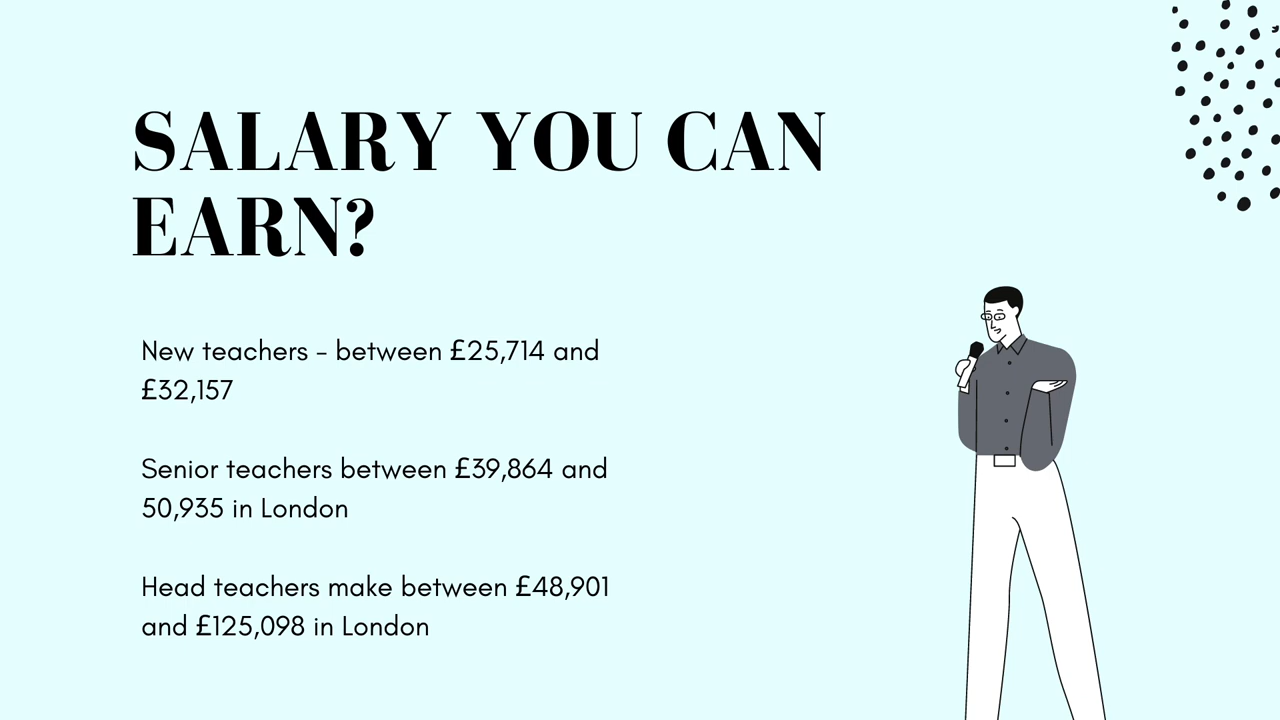 SALARY YOU CAN
EARN?
New teachers - between £25,714 and
£32,157
Senior teachers between £39,864 and
50,935 in London
Head teachers make between £48,901
and £125,098 in London